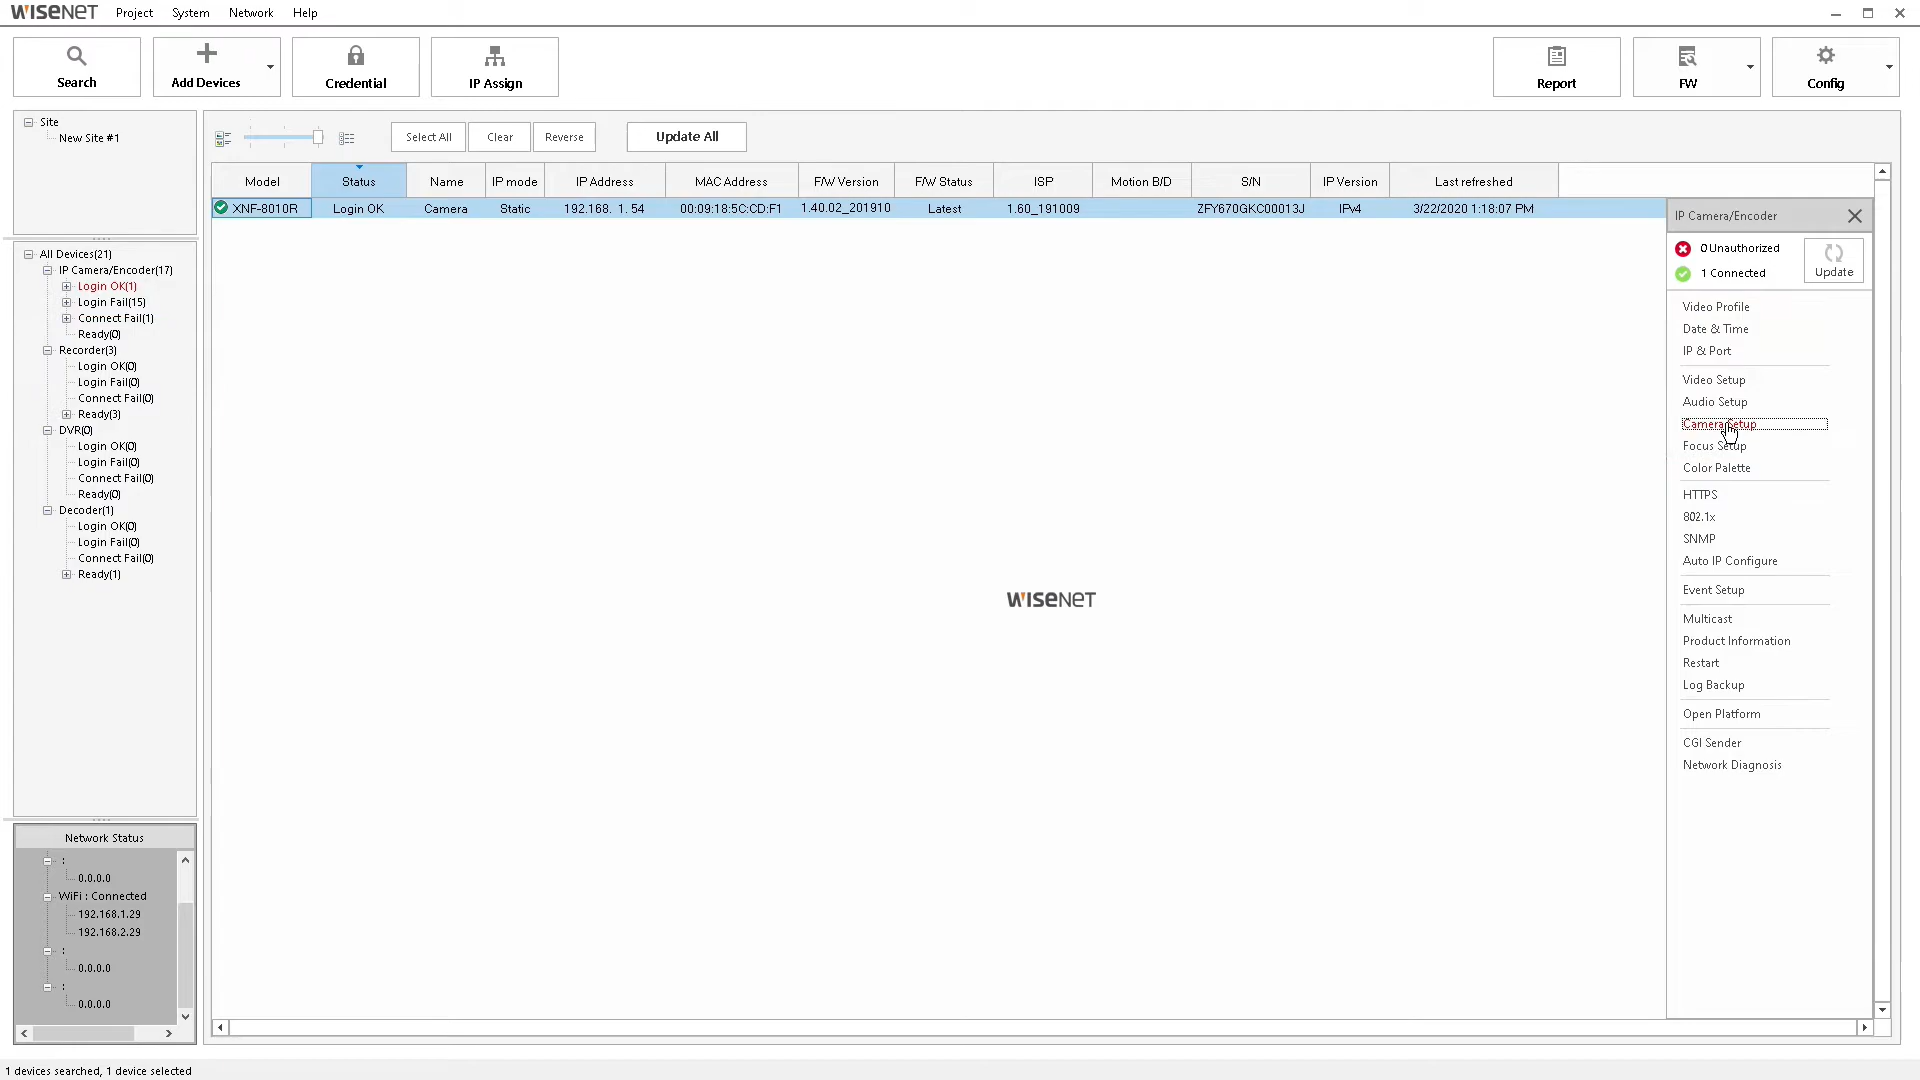 WISENET Project System Network Help
Search
Add Devices
Credential
IP Assign
Report
FW
Config
Site
New Site #1
Select All Clear Reverse Update All
Model Status Name IP mode IP Address MAC Address F/W Version F/W Status ISP Motion B/D S/N IP Version Last refreshed
XNF-8010R Login OK Camera Static 192.168. 1. 54 00:09:18:5C:CD:F1 1.40.02_201910 Latest 1.60_191009 ZFY670GKC00013J IPv4 3/22/2020 1:18:07 PM
All Devices(21)
IP Camera/Encoder(17)
Login OK(1)
Login Fail(15)
Connect Fail(1)
Ready(0)
Recorder(3)
Login OK(0)
Login Fail(0)
Connect Fail(0)
Ready(3)
DVR(0)
Login OK(0)
Login Fail(0)
Connect Fail(0)
Ready(0)
Decoder(1)
Login OK(0)
Login Fail(0)
Connect Fail(0)
Ready(1)
Network Status
:
0.0.0.0
WiFi : Connected
192.168.1.29
192.168.2.29
:
0.0.0.0
:
0.0.0.0
WISENET
IP Camera/Encoder
0 Unauthorized
1 Connected
Update
Video Profile
Date & Time
IP & Port
Video Setup
Audio Setup
Camera Setup
Focus Setup
Color Palette
HTTPS
802.1x
SNMP
Auto IP Configure
Event Setup
Multicast
Product Information
Restart
Log Backup
Open Platform
CGI Sender
Network Diagnosis
1 devices searched, 1 device selected